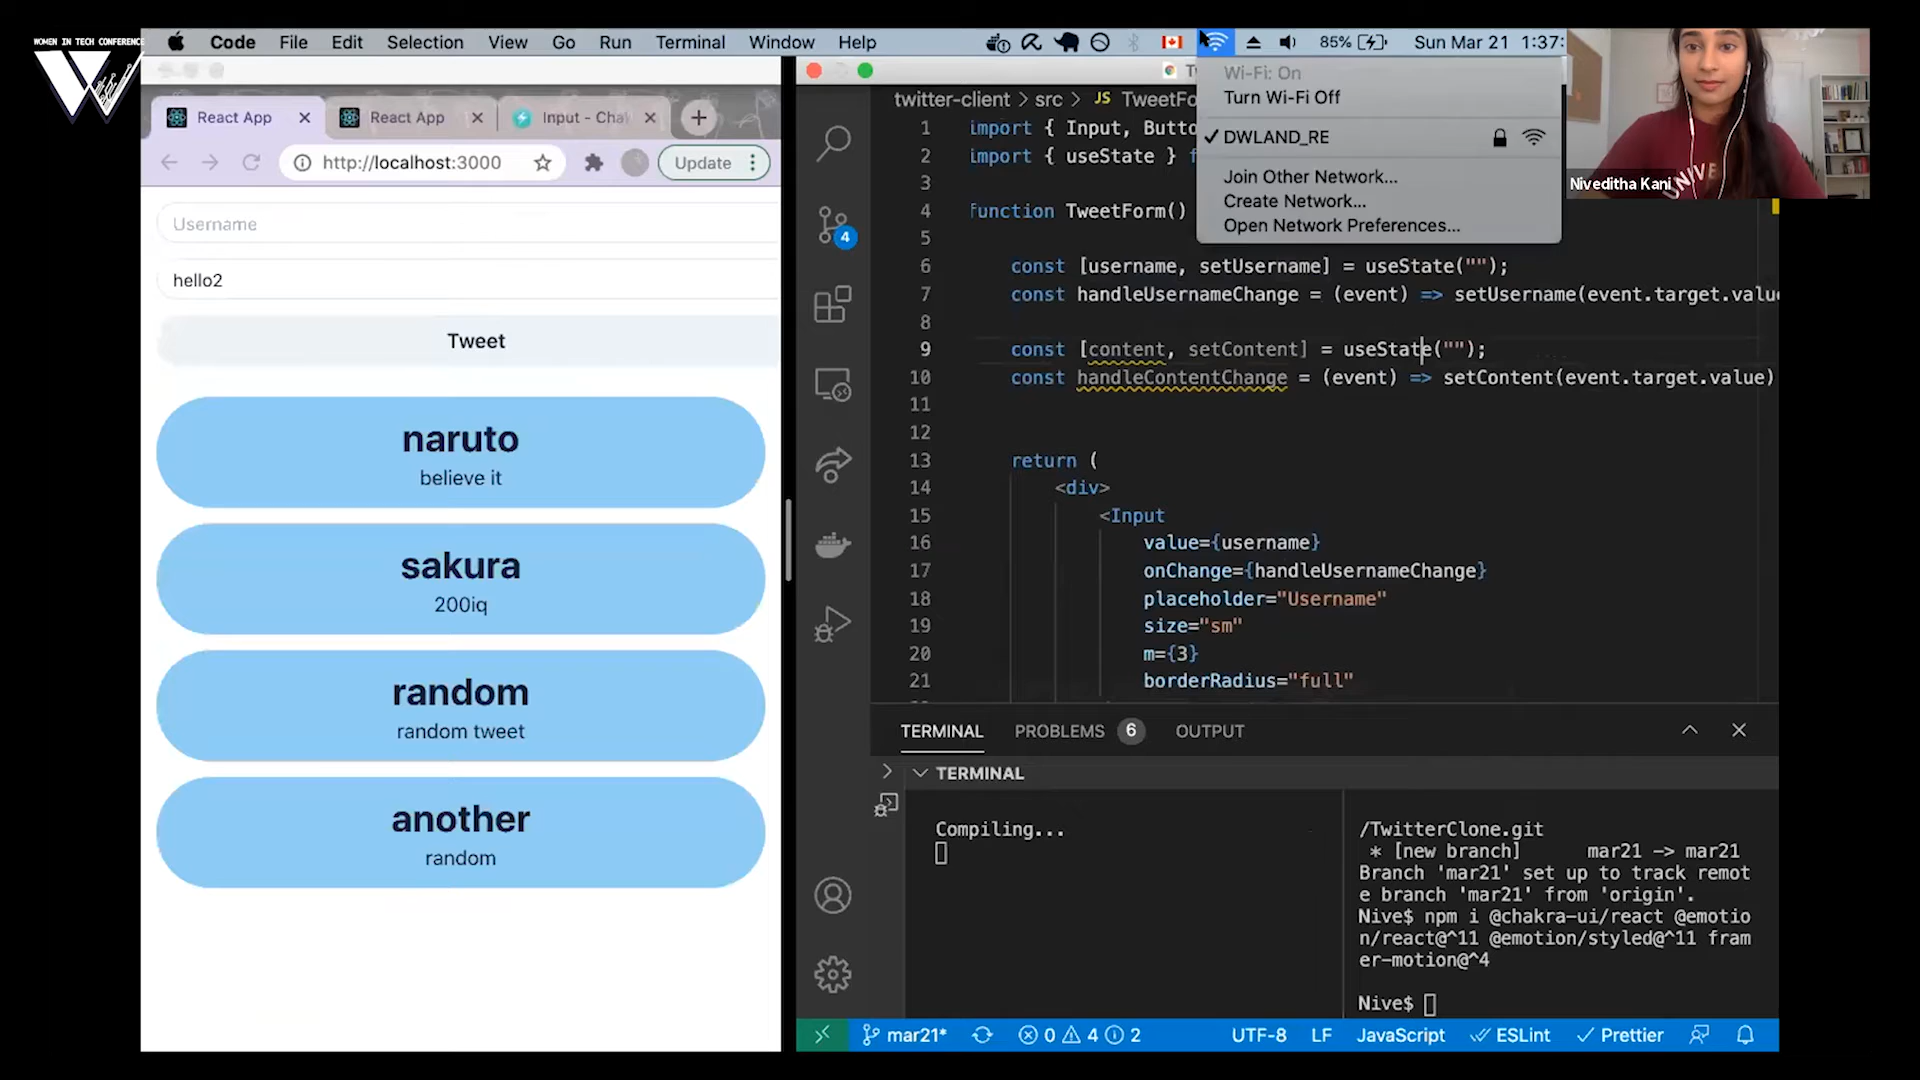 WOMEN IN TECH CONFERENCE
Code File Edit Selection View Go Run Terminal Window Help
85% Sun Mar 21 1:37:
React App
React App
Input - Cha
http://localhost:3000
Update
Username
hello2
Tweet
naruto
believe it
sakura
200iq
random
random tweet
another
random
Wi-Fi: On
Turn Wi-Fi Off
DWLAND_RE
Join Other Network...
Create Network...
Open Network Preferences...
Niveditha Kani
UNIVE
twitter-client > src > JS TweetFo
1 import { Input, Butto
2 import { useState } f
3
4 function TweetForm()
5
6 const [username, setUsername] = useState("");
7 const handleUsernameChange = (event) => setUsername(event.target.value
8
9 const [content, setContent] = useState("");
10 const handleContentChange = (event) => setContent(event.target.value)
11
12
13 return (
14 <div>
15 <Input
16 value={username}
17 onChange={handleUsernameChange}
18 placeholder="Username"
19 size="sm"
20 m={3}
21 borderRadius="full"
4
TERMINAL PROBLEMS 6 OUTPUT
TERMINAL
Compiling...
/TwitterClone.git
* [new branch] mar21 -> mar21
Branch 'mar21' set up to track remot
e branch 'mar21' from 'origin'.
Nive$ npm i @chakra-ui/react @emotio
n/react@^11 @emotion/styled@^11 fram
er-motion@^4
Nive$
mar21* 0 4 2 UTF-8 LF JavaScript ESLint Prettier